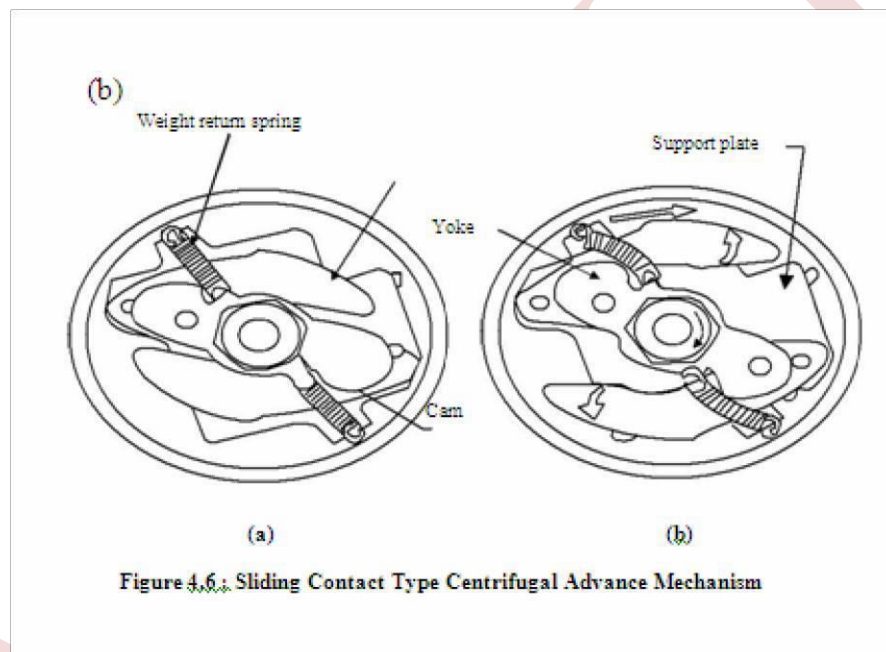 (b)
Weight return spring
Support plate
Yoke
Cam
(a)
(b)
Figure 4.6 : Sliding Contact Type Centrifugal Advance Mechanism